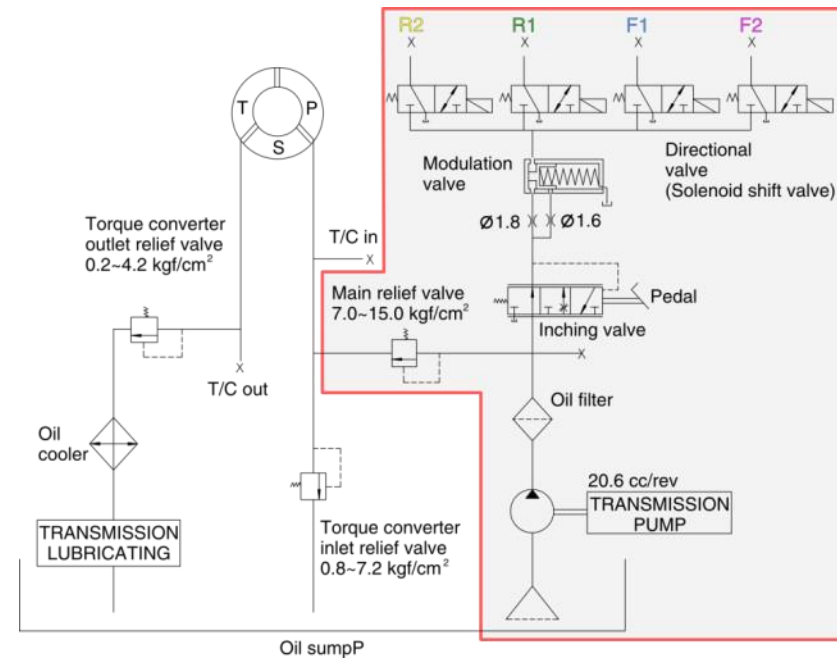 R2
R1
F1
F2
X
X
X
X
T
P
S
Modulation
valve
Directional
valve
(Solenoid shift valve)
Ø1.8
X
X
Ø1.6
Torque converter
outlet relief valve
0.2~4.2 kgf/cm²
T/C in
X
Main relief valve
7.0~15.0 kgf/cm²
Pedal
Inching valve
X
X
T/C out
Oil filter
Oil
cooler
20.6 cc/rev
TRANSMISSION
PUMP
TRANSMISSION
LUBRICATING
Torque converter
inlet relief valve
0.8~7.2 kgf/cm²
Oil sumpP